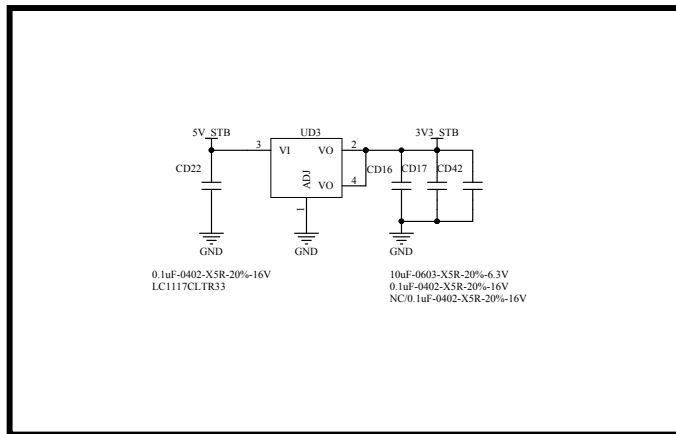 5V_STB
UD3
3V3_STB
3
VI
VO
2
CD22
CD16
CD17
CD42
ADJ
VO
4
1
GND
GND
GND
0.1uF-0402-X5R-20%-16V
LC1117CLTR33
10uF-0603-X5R-20%-6.3V
0.1uF-0402-X5R-20%-16V
NC/0.1uF-0402-X5R-20%-16V